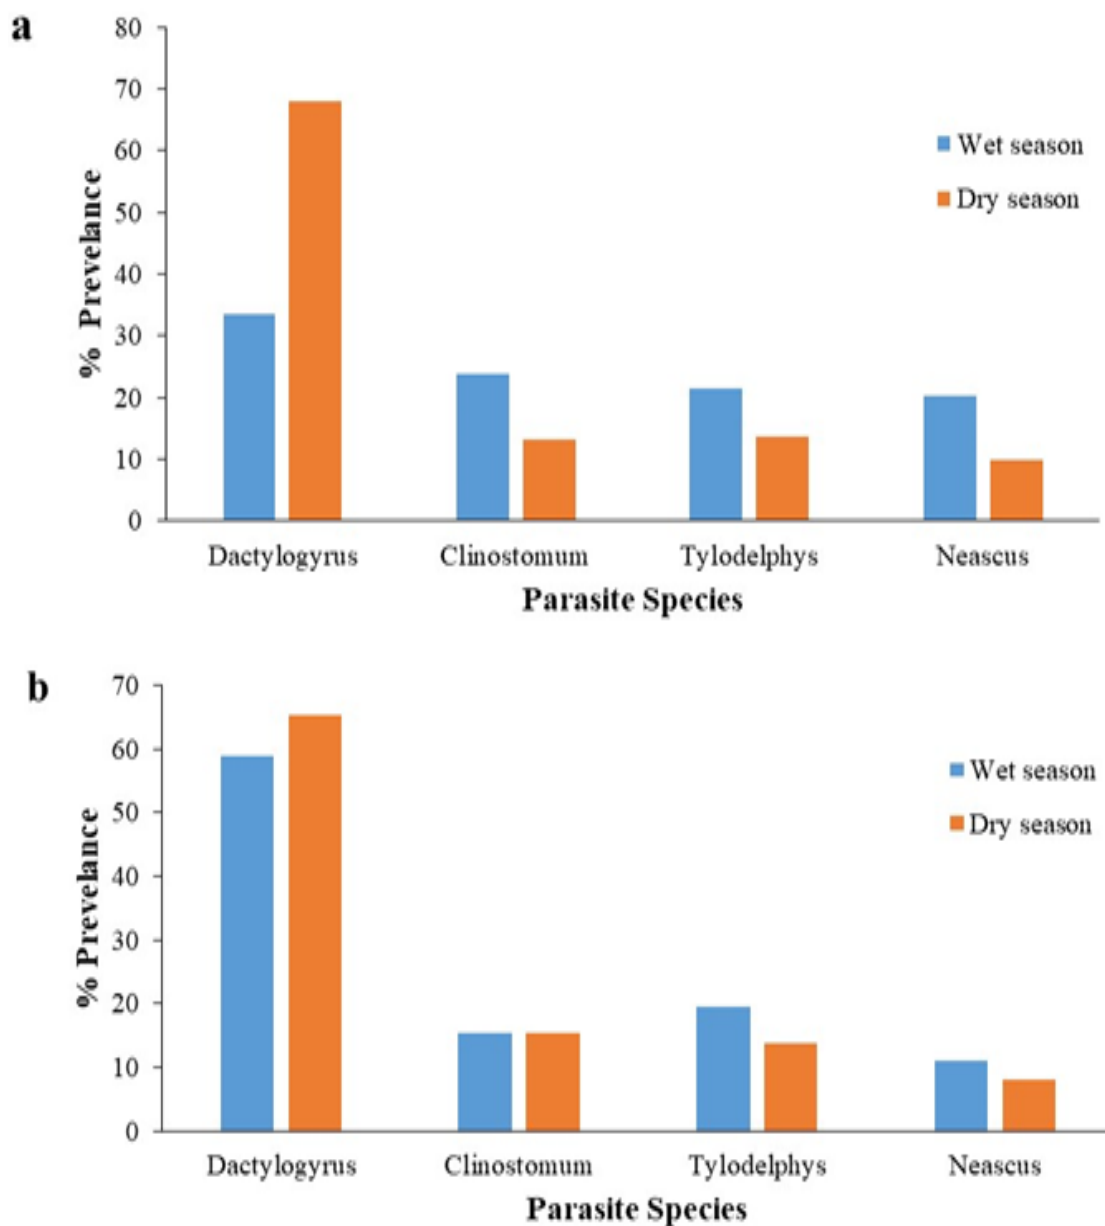 a
80
70
60
50
40
30
20
10
0
% Prevelance
Wet season
Dry season
Dactylogyrus Clinostomum Tylodelphys Neascus
Parasite Species
b
70
60
50
40
30
20
10
0
% Prevelance
Wet season
Dry season
Dactylogyrus Clinostomum Tylodelphys Neascus
Parasite Species